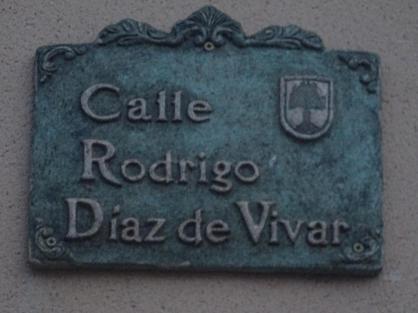 Calle
Rodrigo
Díaz de Vivar